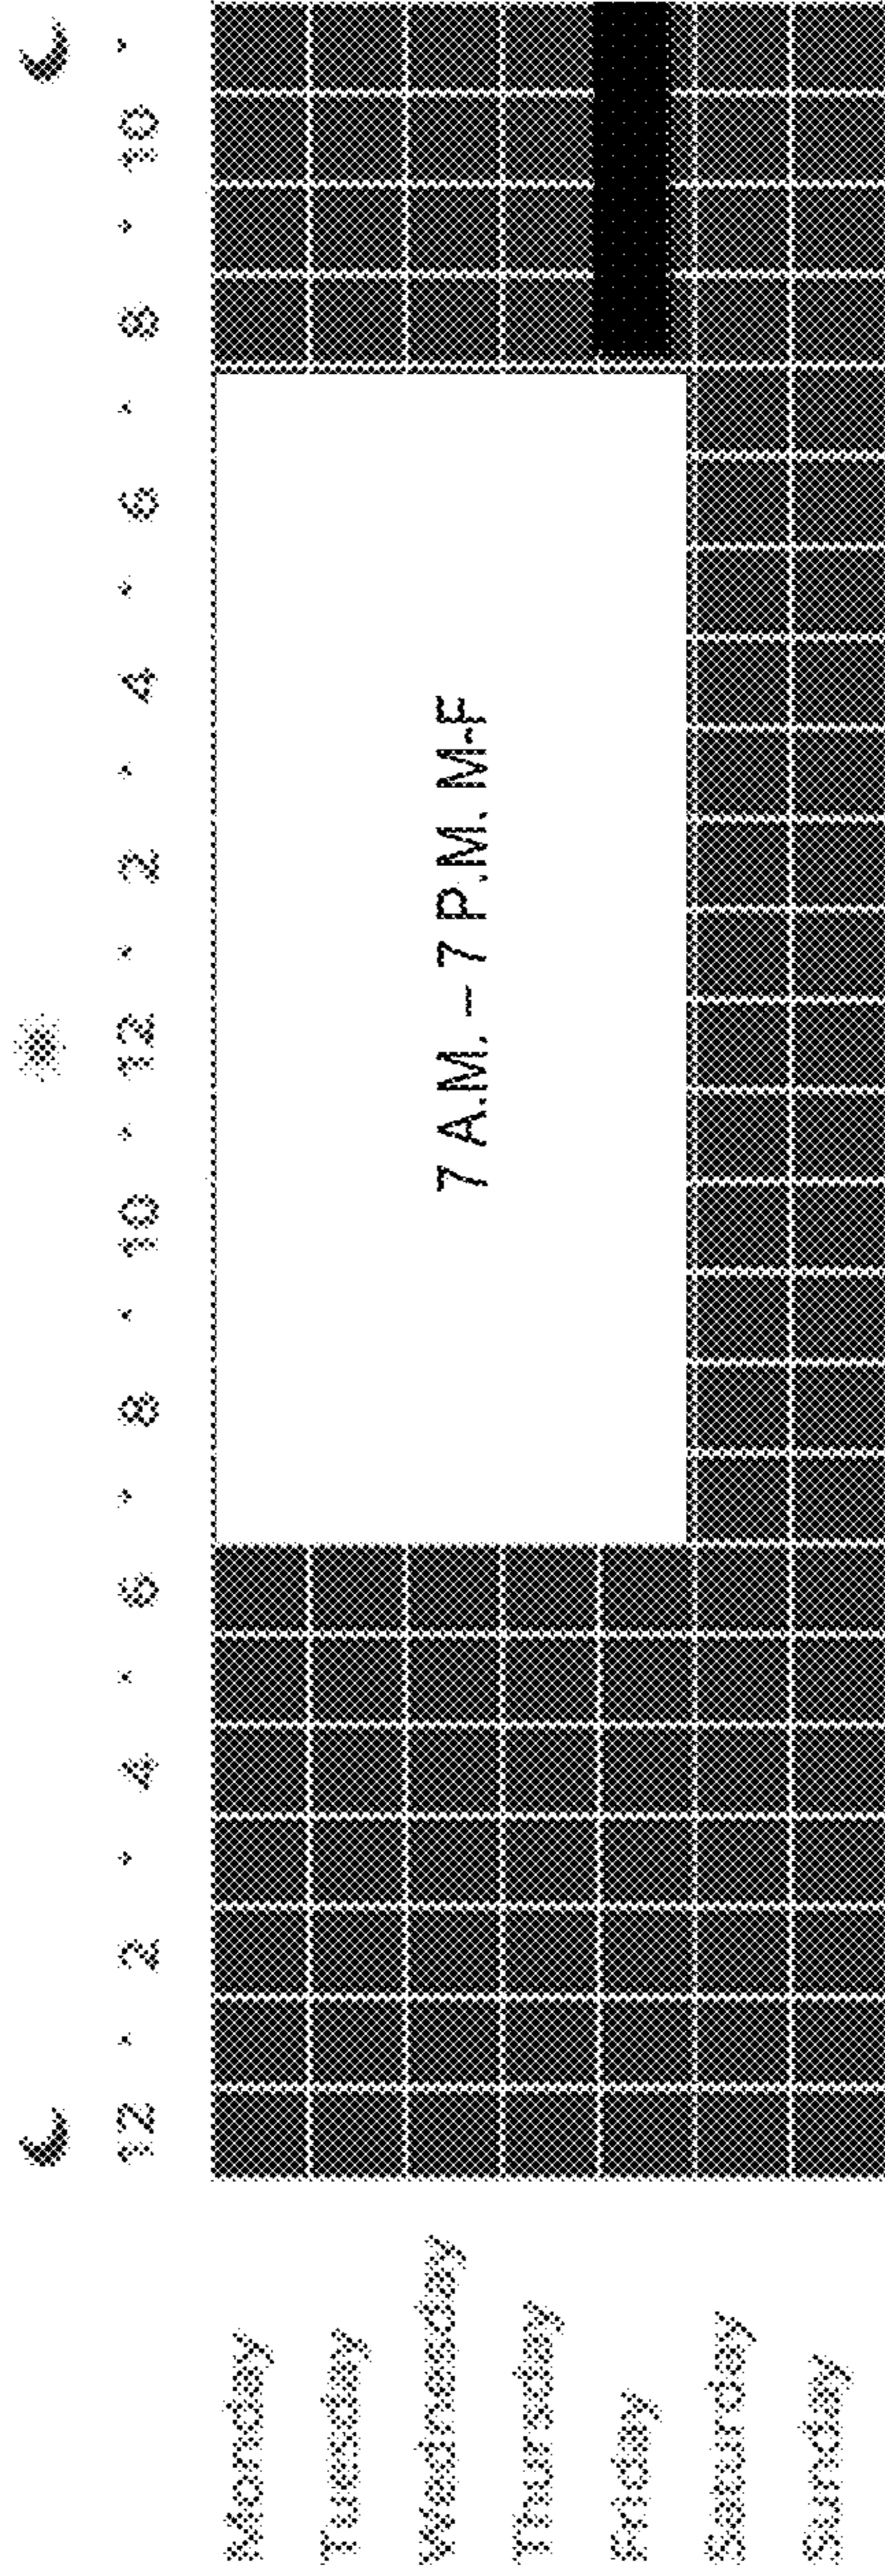 12 · 2 · 4 · 6 · 8 · 10 · 12 · 2 · 4 · 6 · 8 · 10 ·
Monday
Tuesday
Wednesday
Thursday
Friday
Saturday
Sunday
7 A.M. – 7 P.M. M-F